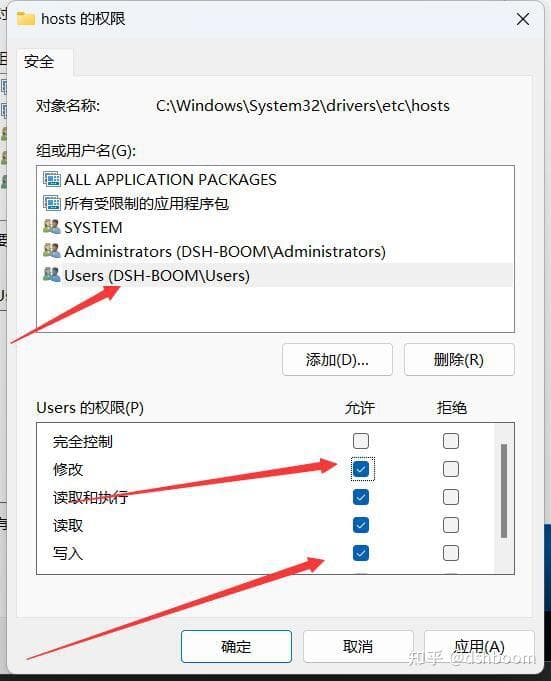 hosts 的权限
安全
对象名称: C:\Windows\System32\drivers\etc\hosts
组或用户名(G):
ALL APPLICATION PACKAGES
所有受限制的应用程序包
SYSTEM
Administrators (DSH-BOOM\Administrators)
Users (DSH-BOOM\Users)
添加(D)... 删除(R)
Users 的权限(P) 允许 拒绝
完全控制
修改
读取和执行
读取
写入
确定 取消 应用(A)
知乎 @dshboom